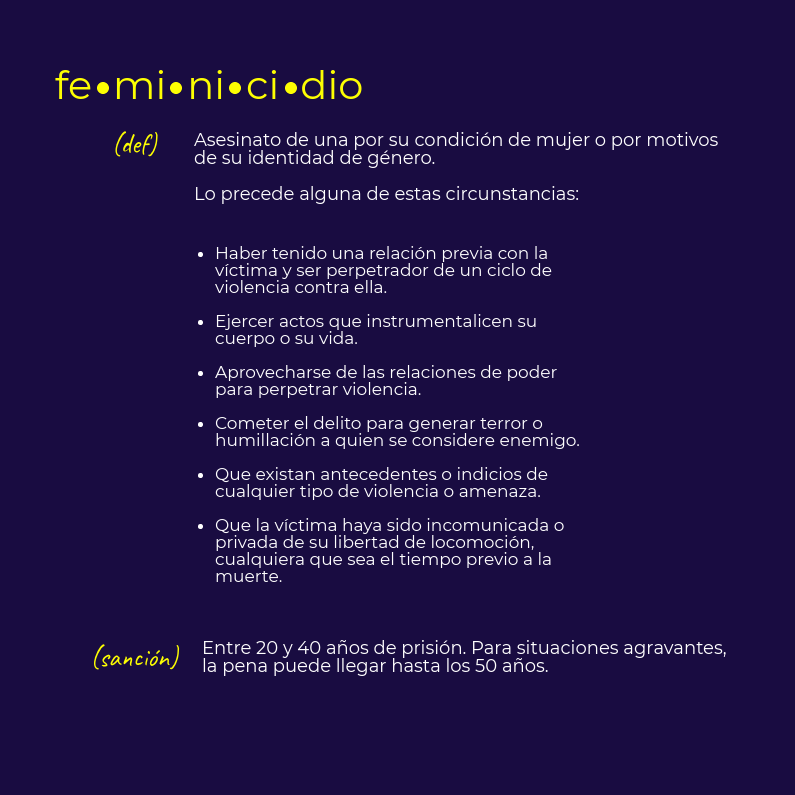 fe•mi•ni•ci•dio
(def)
Asesinato de una por su condición de mujer o por motivos
de su identidad de género.
Lo precede alguna de estas circunstancias:
• Haber tenido una relación previa con la
víctima y ser perpetrador de un ciclo de
violencia contra ella.
• Ejercer actos que instrumentalicen su
cuerpo o su vida.
• Aprovecharse de las relaciones de poder
para perpetrar violencia.
• Cometer el delito para generar terror o
humillación a quien se considere enemigo.
• Que existan antecedentes o indicios de
cualquier tipo de violencia o amenaza.
• Que la víctima haya sido incomunicada o
privada de su libertad de locomoción,
cualquiera que sea el tiempo previo a la
muerte.
(sanción)
Entre 20 y 40 años de prisión. Para situaciones agravantes,
la pena puede llegar hasta los 50 años.